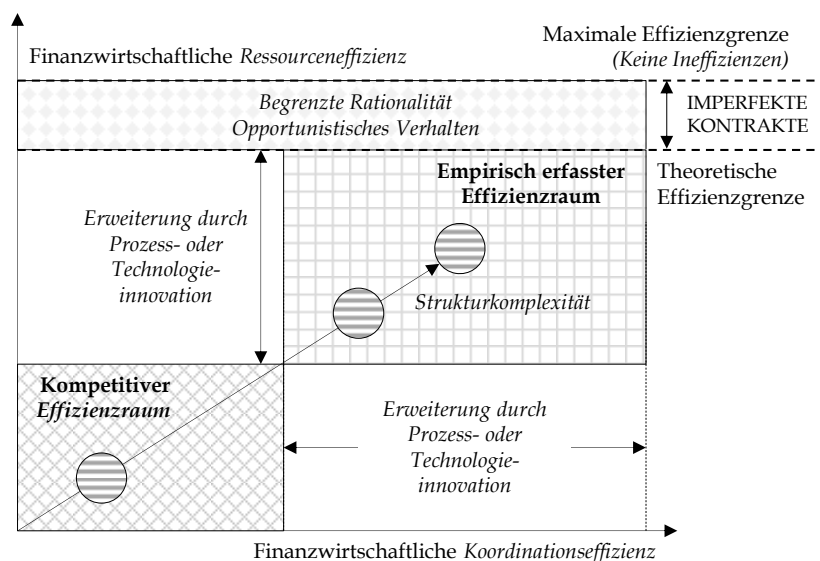 Finanzwirtschaftliche Ressourceneffizienz
Maximale Effizienzgrenze
(Keine Ineffizienzen)
Begrenzte Rationalität
Opportunistisches Verhalten
IMPERFEKTE
KONTRAKTE
Empirisch erfasster
Effizienzraum
Theoretische
Effizienzgrenze
Erweiterung durch
Prozess- oder
Technologie-
innovation
Strukturkomplexität
Kompetitiver
Effizienzraum
Erweiterung durch
Prozess- oder
Technologie-
innovation
Finanzwirtschaftliche Koordinationseffizienz